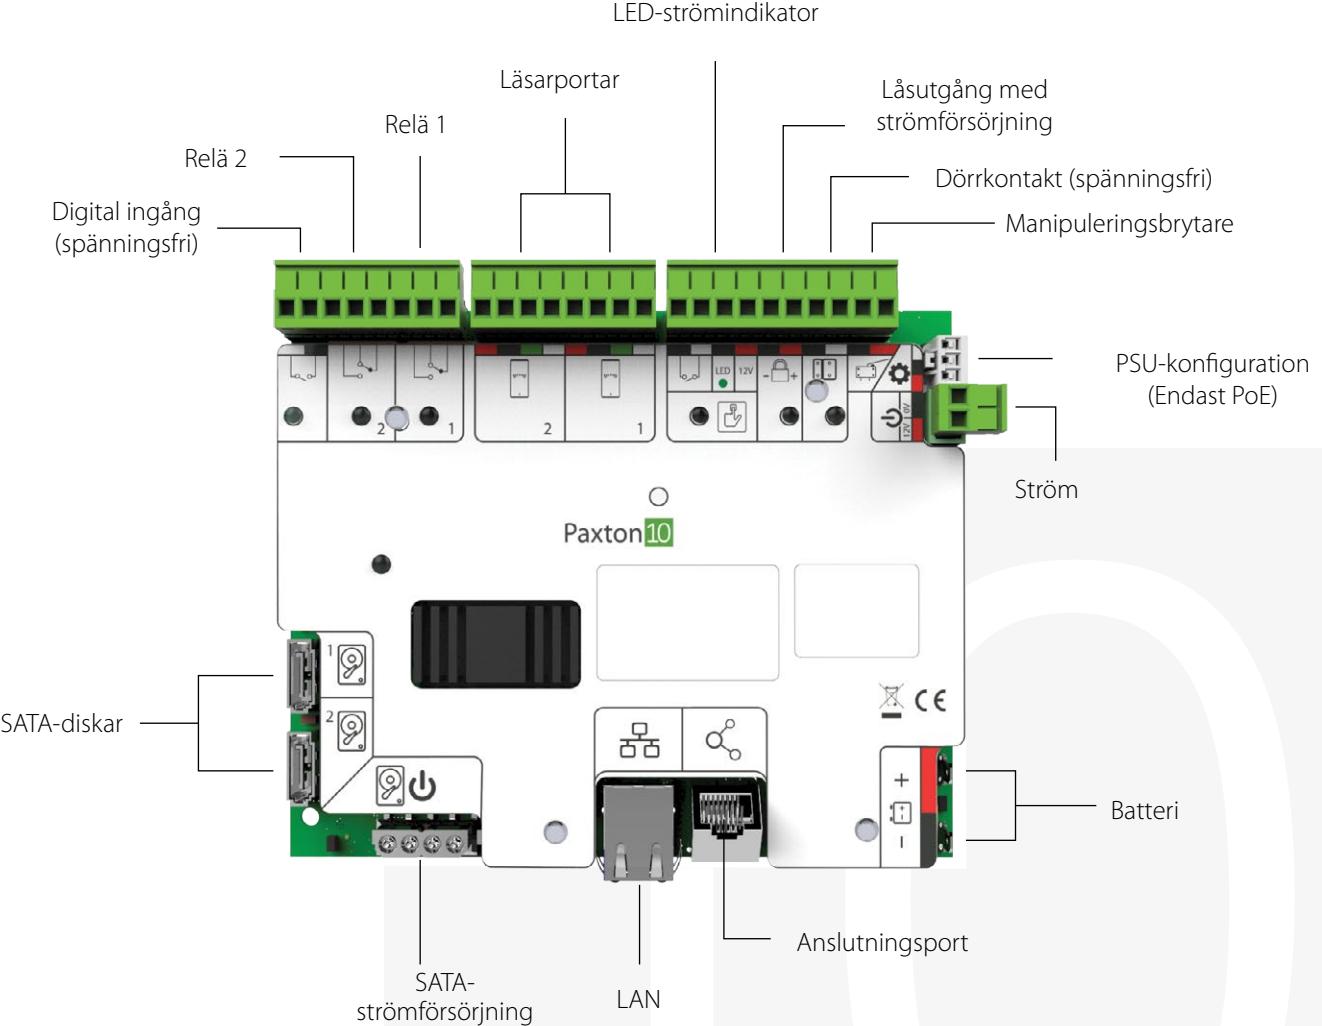 LED-strömindikator
Läsarportar
Låsutgång med
strömförsörjning
Relä 1
Relä 2
Dörrkontakt (spänningsfri)
Digital ingång
(spänningsfri)
Manipuleringsbrytare
PSU-konfiguration
(Endast PoE)
LED
12V
- +
0V
12V
2
1
2
1
Ström
Paxton10
1
2
CE
SATA-diskar
+
-
Batteri
Anslutningsport
SATA-
strömförsörjning
LAN